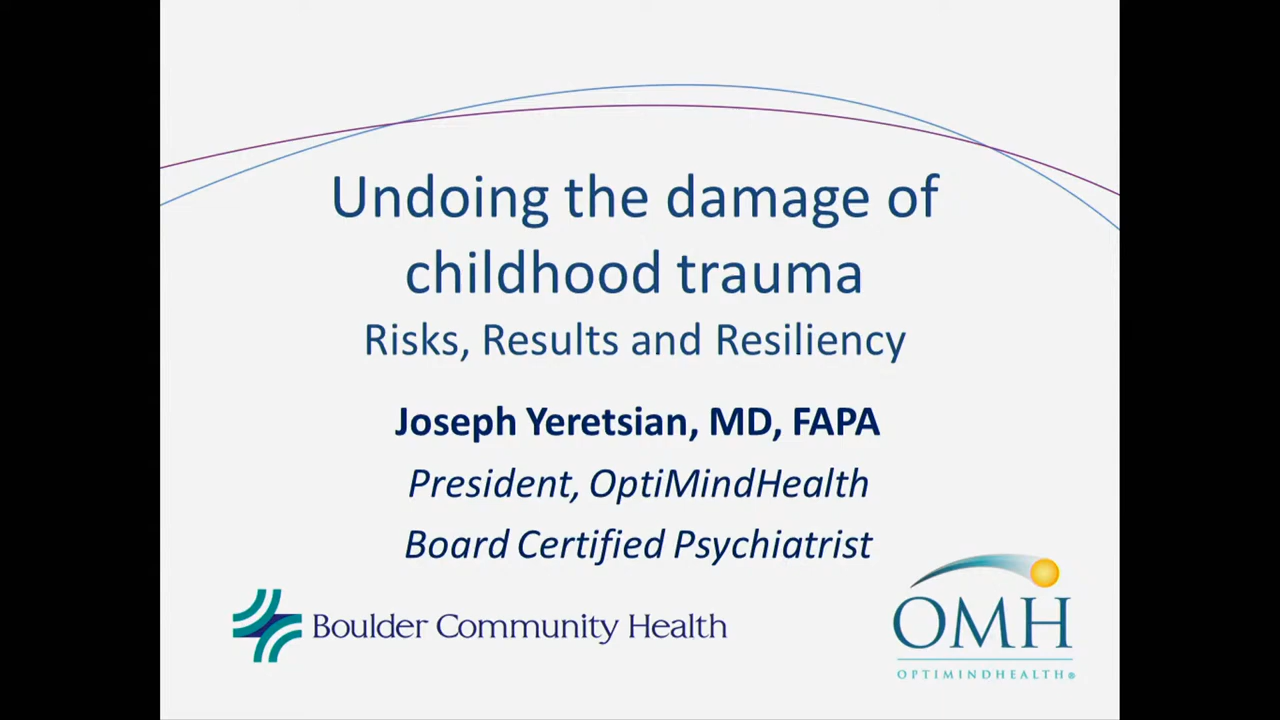 Undoing the damage of
childhood trauma
Risks, Results and Resiliency
Joseph Yeretsian, MD, FAPA
President, OptiMindHealth
Board Certified Psychiatrist
Boulder Community Health
OMH
OPTIMINDHEALTH®